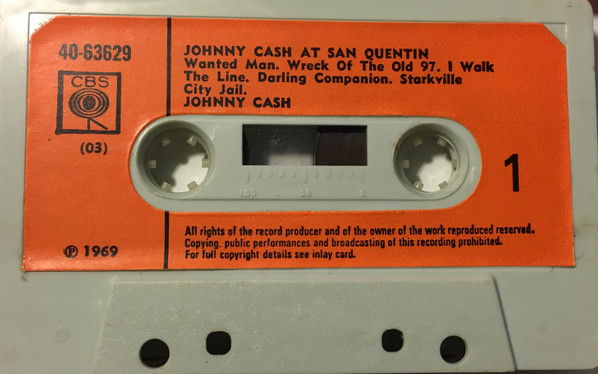 40-63629
CBS
(03)
JOHNNY CASH AT SAN QUENTIN
Wanted Man. Wreck Of The Old 97. I Walk
The Line. Darling Companion. Starkville
City Jail.
JOHNNY CASH
1
All rights of the record producer and of the owner of the work reproduced reserved.
Copying, public performances and broadcasting of this recording prohibited.
For full copyright details see inlay card.
℗ 1969